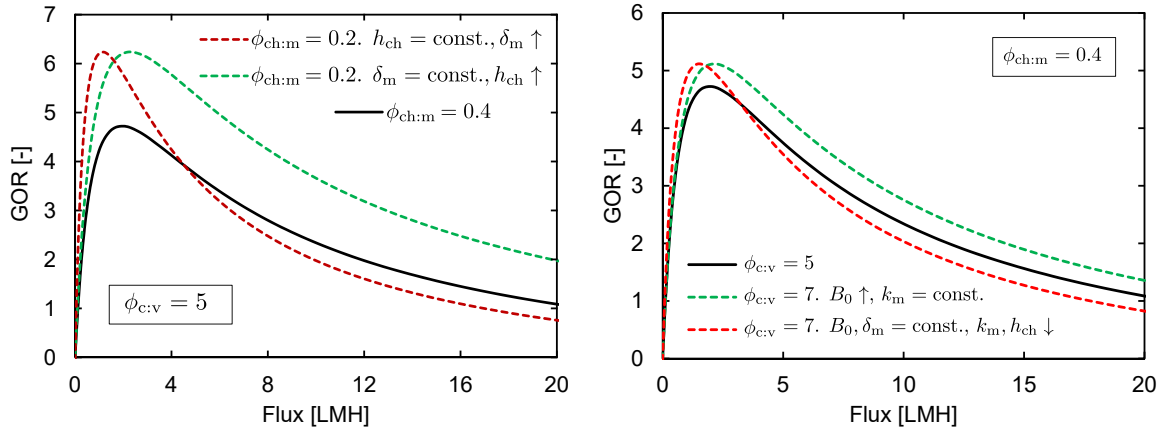 7
6
5
4
3
2
1
0
GOR [-]
ϕch:m = 0.2. hch = const., δm ↑
ϕch:m = 0.2. δm = const., hch ↑
ϕch:m = 0.4
ϕc:v = 5
0 4 8 12 16 20
Flux [LMH]
6
5
4
3
2
1
0
GOR [-]
ϕch:m = 0.4
ϕc:v = 5
ϕc:v = 7. B0 ↑, km = const.
ϕc:v = 7. B0, δm = const., km, hch ↓
0 5 10 15 20
Flux [LMH]